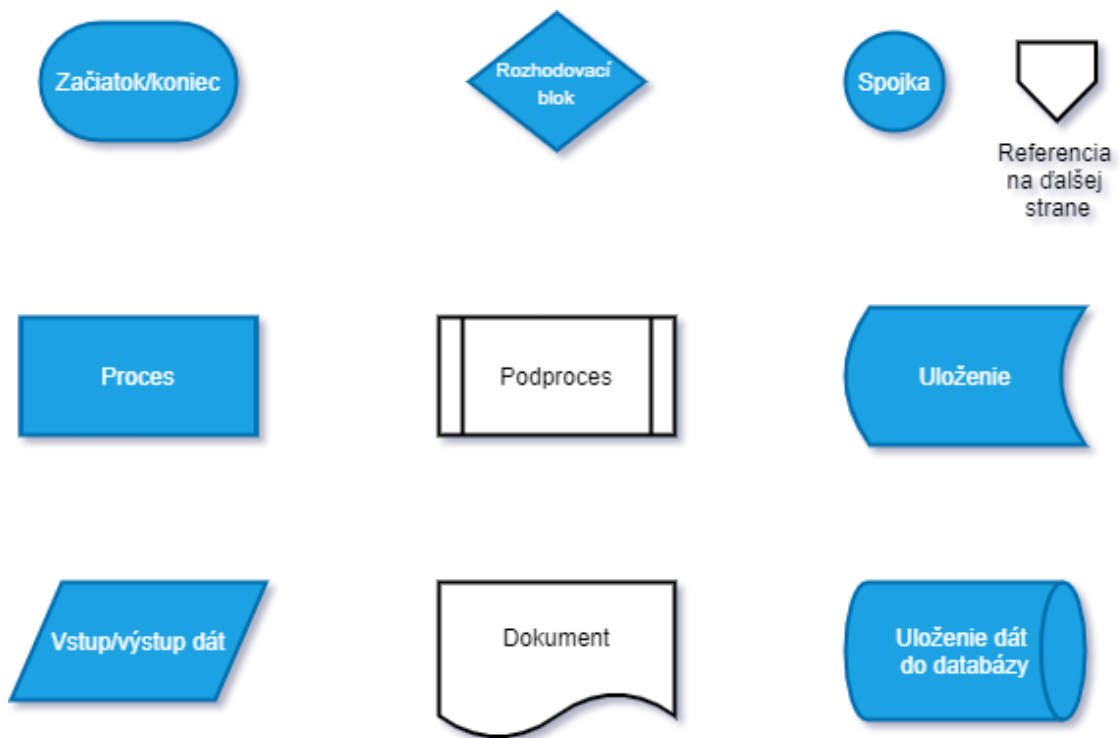 Začiatok/koniec
Rozhodovací
blok
Spojka
Referencia
na ďalšej
strane
Proces
Podproces
Uloženie
Vstup/výstup dát
Dokument
Uloženie dát
do databázy